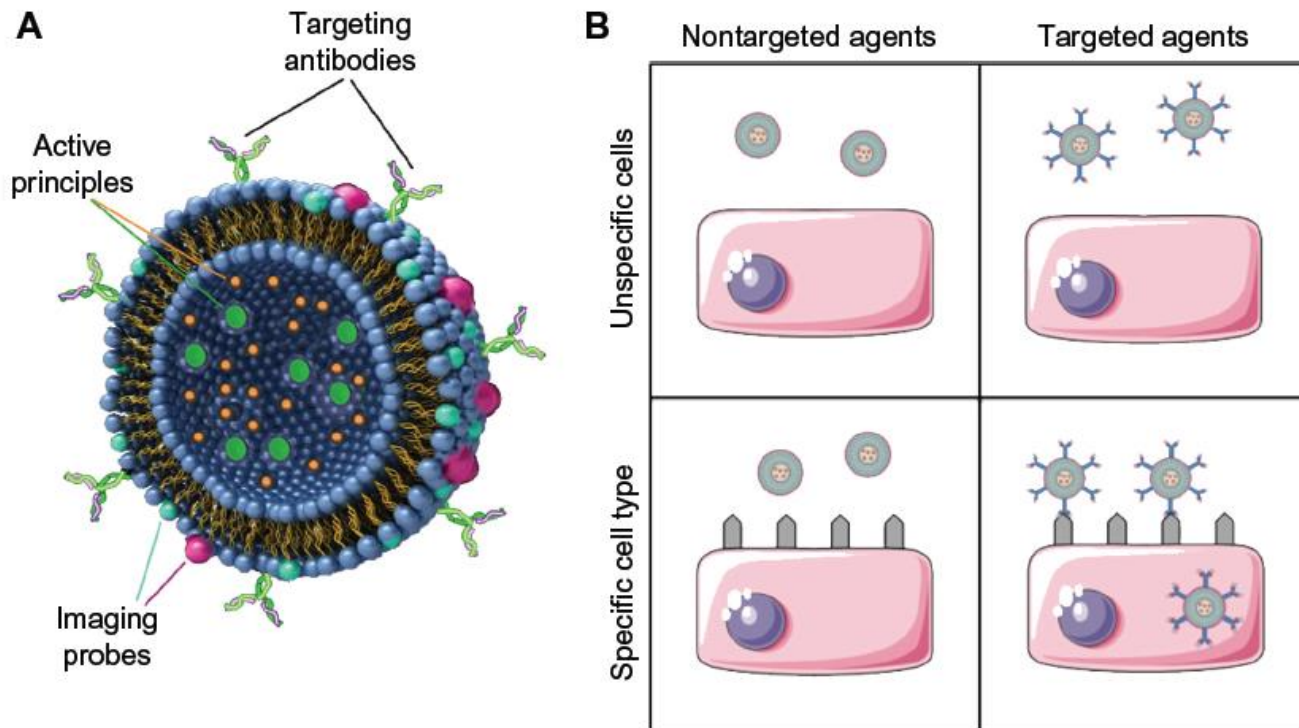 A
Targeting
antibodies
Active
principles
Imaging
probes
B
Nontargeted agents
Targeted agents
Unspecific cells
Specific cell type